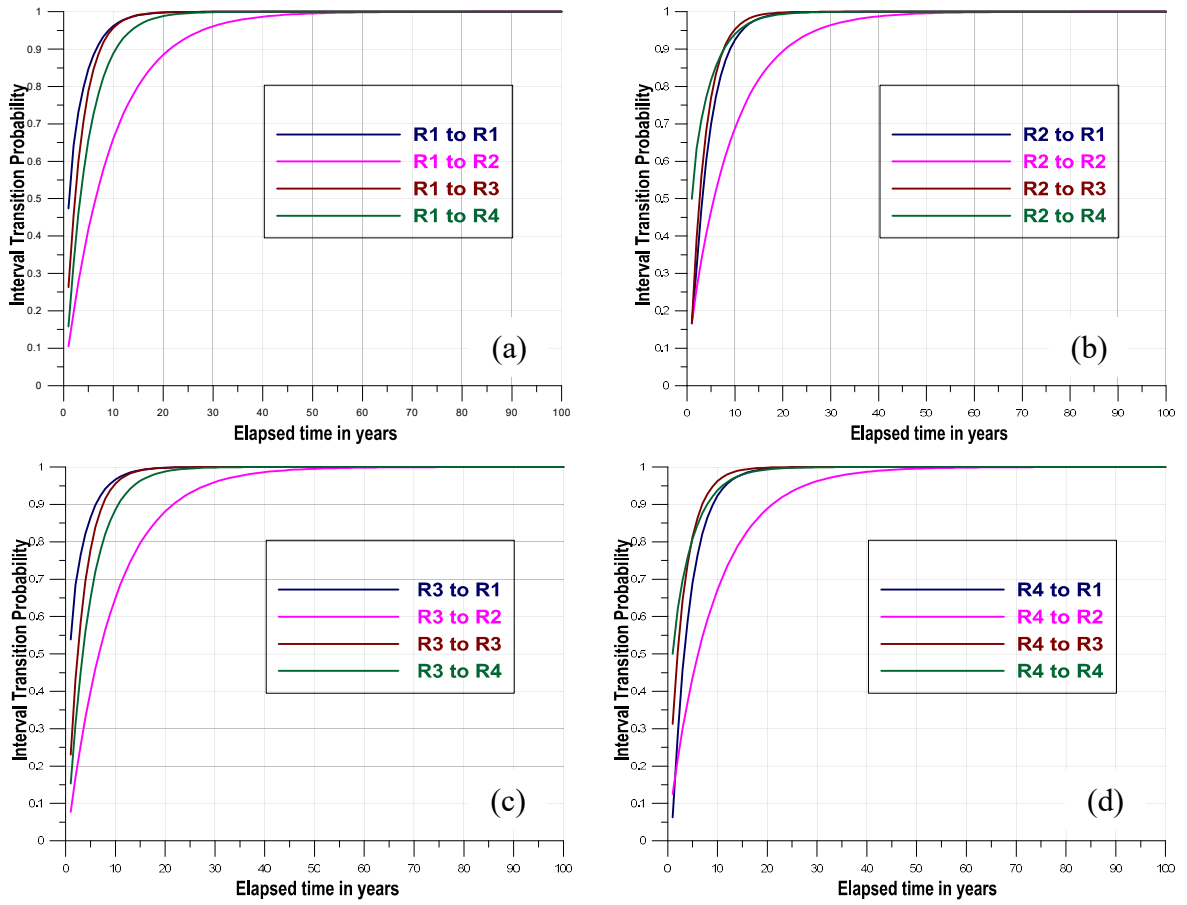 Interval Transition Probability
1
0.9
0.8
0.7
0.6
0.5
0.4
0.3
0.2
0.1
0
R1 to R1
R1 to R2
R1 to R3
R1 to R4
(a)
0 10 20 30 40 50 60 70 80 90 100
Elapsed time in years
Interval Transition Probability
1
0.9
0.8
0.7
0.6
0.5
0.4
0.3
0.2
0.1
0
R2 to R1
R2 to R2
R2 to R3
R2 to R4
(b)
0 10 20 30 40 50 60 70 80 90 100
Elapsed time in years
Interval Transition Probability
1
0.9
0.8
0.7
0.6
0.5
0.4
0.3
0.2
0.1
0
R3 to R1
R3 to R2
R3 to R3
R3 to R4
(c)
0 10 20 30 40 50 60 70 80 90 100
Elapsed time in years
Interval Transition Probability
1
0.9
0.8
0.7
0.6
0.5
0.4
0.3
0.2
0.1
0
R4 to R1
R4 to R2
R4 to R3
R4 to R4
(d)
0 10 20 30 40 50 60 70 80 90 100
Elapsed time in years